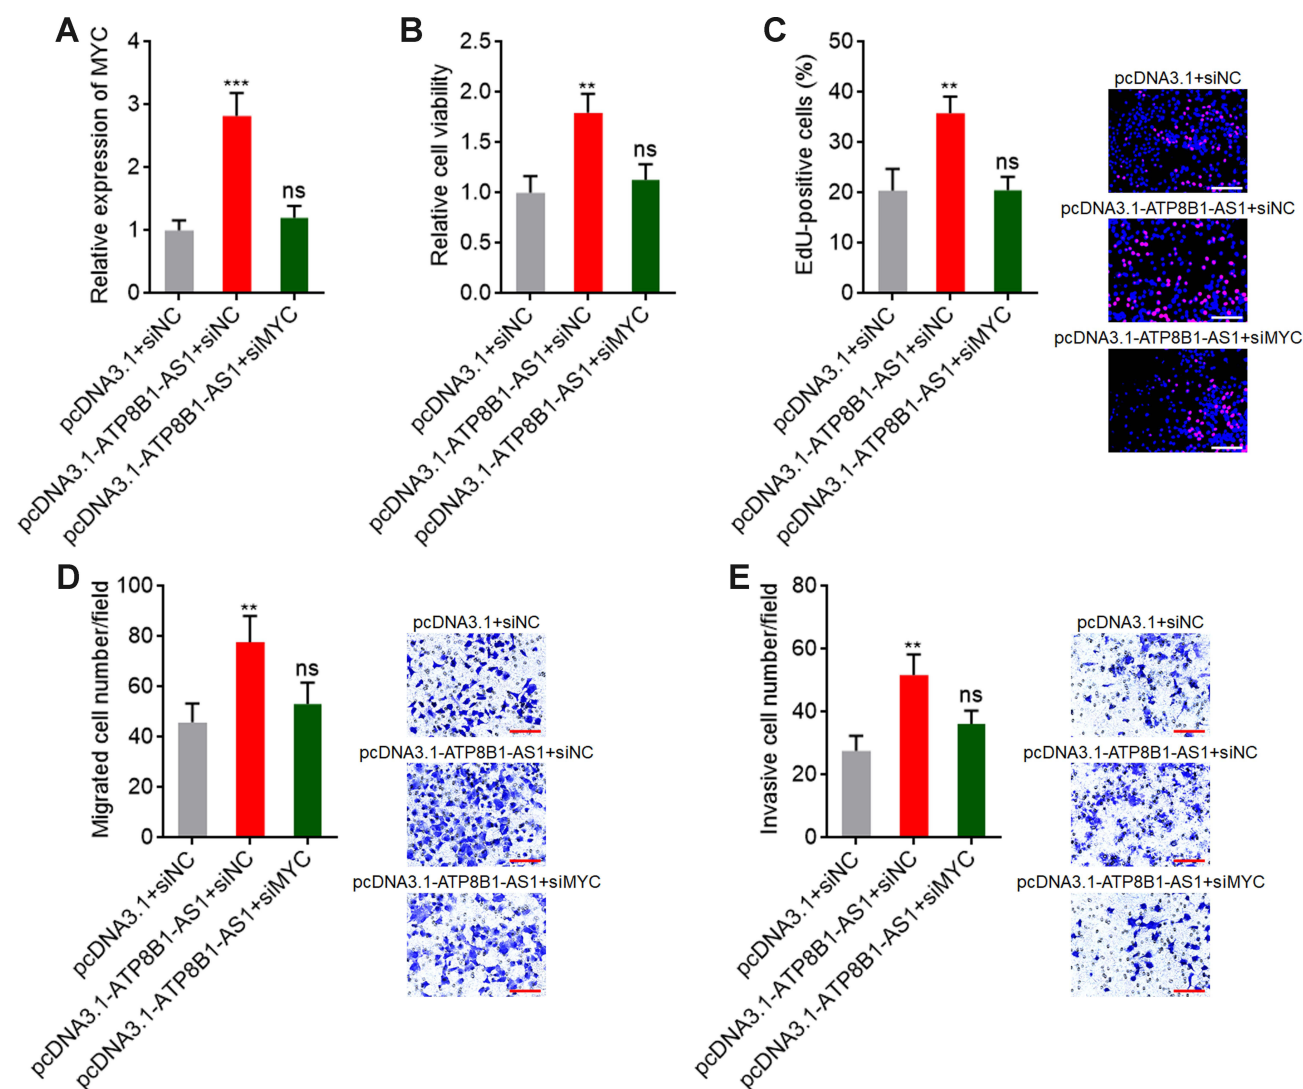 A
Relative expression of MYC
4
3
2
1
0
***
ns
pcDNA3.1+siNC
pcDNA3.1-ATP8B1-AS1+siNC
pcDNA3.1-ATP8B1-AS1+siMYC
B
Relative cell viability
2.5
2.0
1.5
1.0
0.5
0.0
**
ns
pcDNA3.1+siNC
pcDNA3.1-ATP8B1-AS1+siNC
pcDNA3.1-ATP8B1-AS1+siMYC
C
EdU-positive cells (%)
50
40
30
20
10
0
**
ns
pcDNA3.1+siNC
pcDNA3.1-ATP8B1-AS1+siNC
pcDNA3.1-ATP8B1-AS1+siMYC
pcDNA3.1+siNC
pcDNA3.1-ATP8B1-AS1+siNC
pcDNA3.1-ATP8B1-AS1+siMYC
D
Migrated cell number/field
100
80
60
40
20
0
**
ns
pcDNA3.1+siNC
pcDNA3.1-ATP8B1-AS1+siNC
pcDNA3.1-ATP8B1-AS1+siMYC
pcDNA3.1+siNC
pcDNA3.1-ATP8B1-AS1+siNC
pcDNA3.1-ATP8B1-AS1+siMYC
E
Invasive cell number/field
80
60
40
20
0
**
ns
pcDNA3.1+siNC
pcDNA3.1-ATP8B1-AS1+siNC
pcDNA3.1-ATP8B1-AS1+siMYC
pcDNA3.1+siNC
pcDNA3.1-ATP8B1-AS1+siNC
pcDNA3.1-ATP8B1-AS1+siMYC